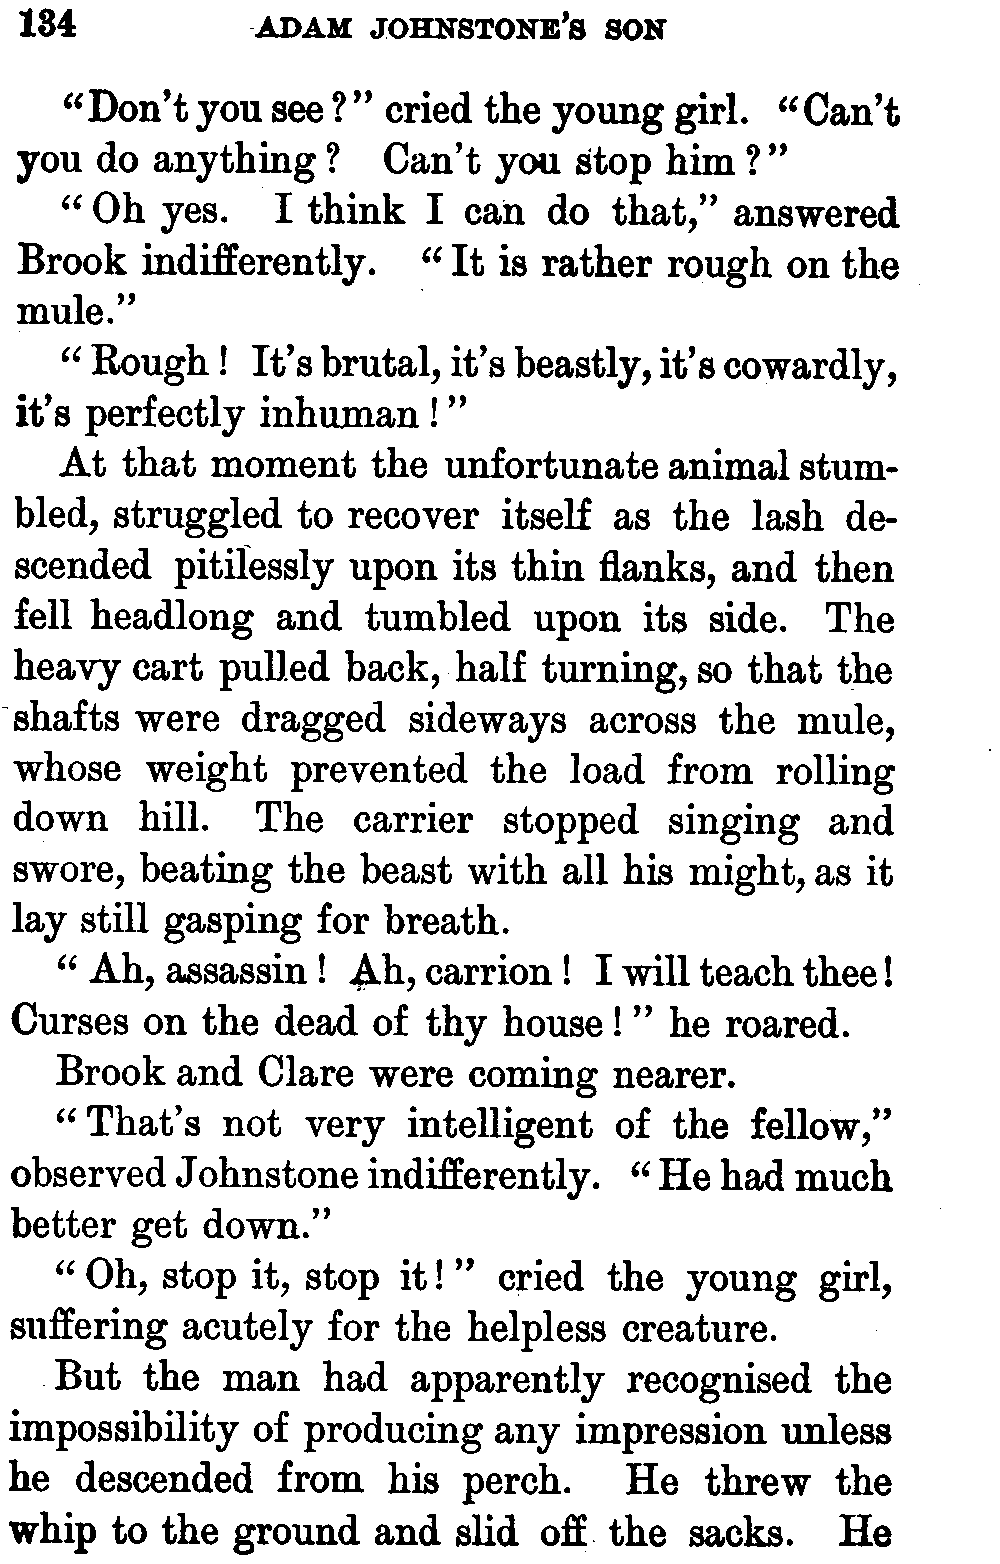 134 ADAM JOHNSTONE'S SON
"Don't you see?" cried the young girl. "Can't
you do anything? Can't you stop him?"
"Oh yes. I think I can do that," answered
Brook indifferently. "It is rather rough on the
mule."
"Rough! It's brutal, it's beastly, it's cowardly,
it's perfectly inhuman!"
At that moment the unfortunate animal stum-
bled, struggled to recover itself as the lash de-
scended pitilessly upon its thin flanks, and then
fell headlong and tumbled upon its side. The
heavy cart pulled back, half turning, so that the
shafts were dragged sideways across the mule,
whose weight prevented the load from rolling
down hill. The carrier stopped singing and
swore, beating the beast with all his might, as it
lay still gasping for breath.
"Ah, assassin! Ah, carrion! I will teach thee!
Curses on the dead of thy house!" he roared.
Brook and Clare were coming nearer.
"That's not very intelligent of the fellow,"
observed Johnstone indifferently. "He had much
better get down."
"Oh, stop it, stop it!" cried the young girl,
suffering acutely for the helpless creature.
But the man had apparently recognised the
impossibility of producing any impression unless
he descended from his perch. He threw the
whip to the ground and slid off the sacks. He